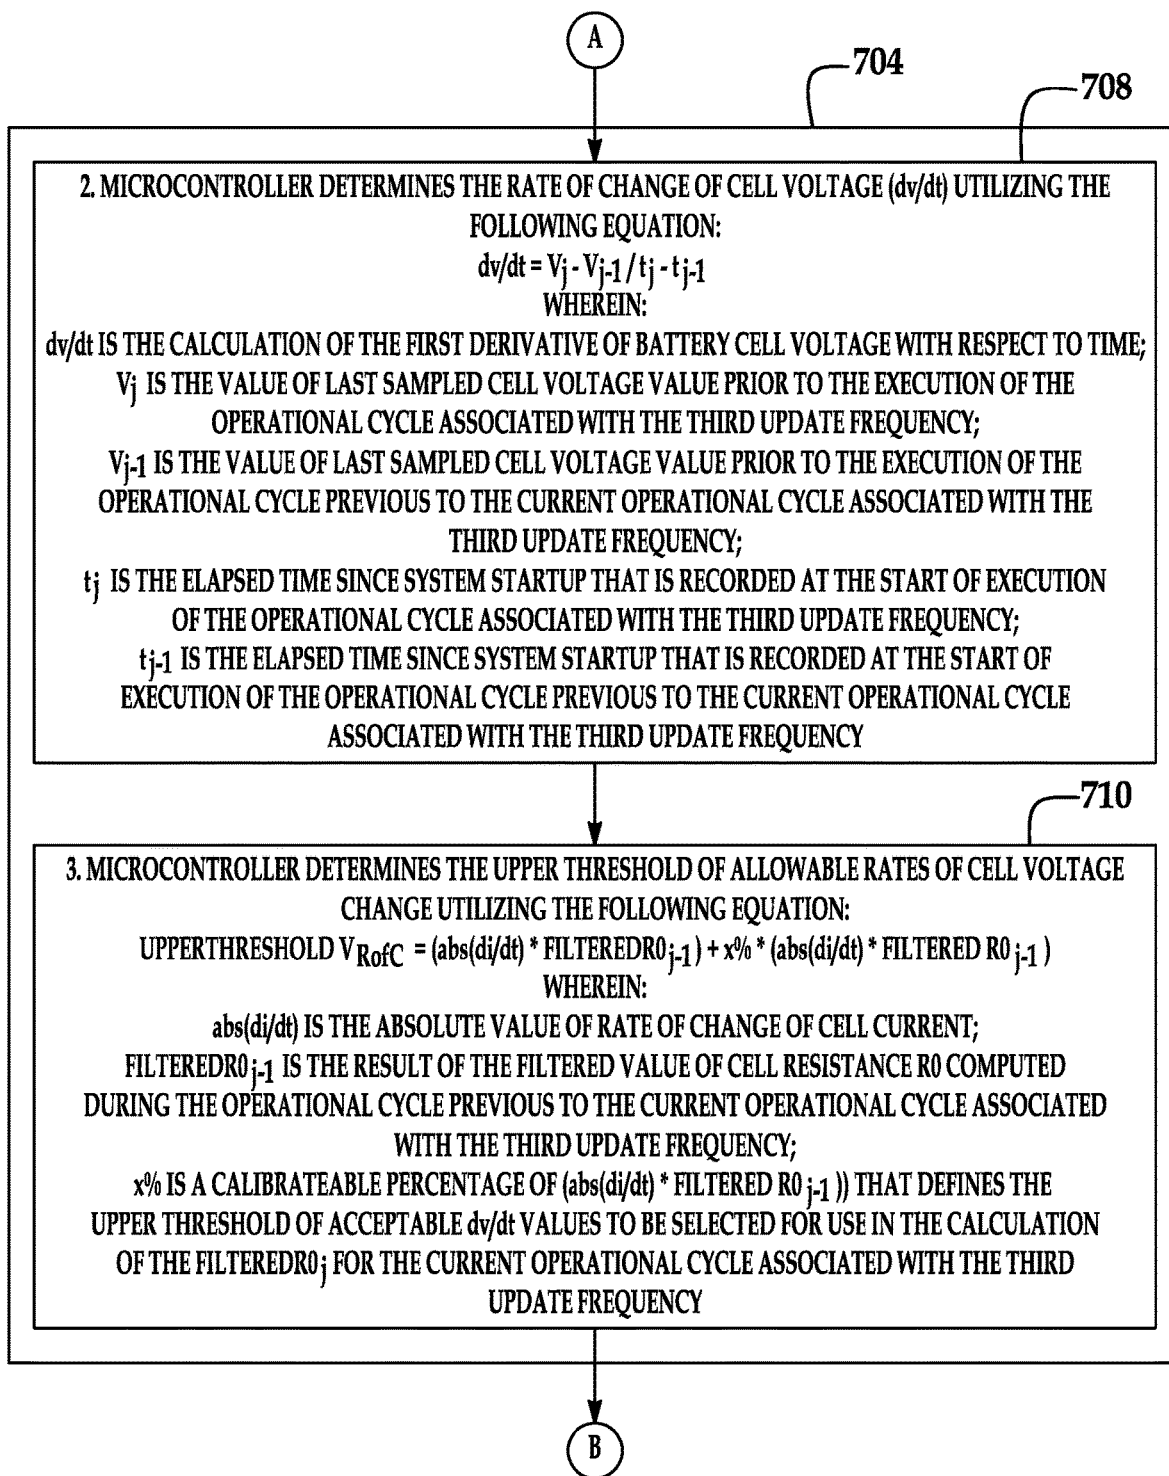 A
704
708
2. MICROCONTROLLER DETERMINES THE RATE OF CHANGE OF CELL VOLTAGE (dv/dt) UTILIZING THE
FOLLOWING EQUATION:
dv/dt = Vj - Vj-1 / tj - tj-1
WHEREIN:
dv/dt IS THE CALCULATION OF THE FIRST DERIVATIVE OF BATTERY CELL VOLTAGE WITH RESPECT TO TIME;
Vj IS THE VALUE OF LAST SAMPLED CELL VOLTAGE VALUE PRIOR TO THE EXECUTION OF THE
OPERATIONAL CYCLE ASSOCIATED WITH THE THIRD UPDATE FREQUENCY;
Vj-1 IS THE VALUE OF LAST SAMPLED CELL VOLTAGE VALUE PRIOR TO THE EXECUTION OF THE
OPERATIONAL CYCLE PREVIOUS TO THE CURRENT OPERATIONAL CYCLE ASSOCIATED WITH THE
THIRD UPDATE FREQUENCY;
tj IS THE ELAPSED TIME SINCE SYSTEM STARTUP THAT IS RECORDED AT THE START OF EXECUTION
OF THE OPERATIONAL CYCLE ASSOCIATED WITH THE THIRD UPDATE FREQUENCY;
tj-1 IS THE ELAPSED TIME SINCE SYSTEM STARTUP THAT IS RECORDED AT THE START OF
EXECUTION OF THE OPERATIONAL CYCLE PREVIOUS TO THE CURRENT OPERATIONAL CYCLE
ASSOCIATED WITH THE THIRD UPDATE FREQUENCY
710
3. MICROCONTROLLER DETERMINES THE UPPER THRESHOLD OF ALLOWABLE RATES OF CELL VOLTAGE
CHANGE UTILIZING THE FOLLOWING EQUATION:
UPPERTHRESHOLD VRofC = (abs(di/dt) * FILTEREDR0j-1) + x% * (abs(di/dt) * FILTERED R0j-1)
WHEREIN:
abs(di/dt) IS THE ABSOLUTE VALUE OF RATE OF CHANGE OF CELL CURRENT;
FILTEREDR0j-1 IS THE RESULT OF THE FILTERED VALUE OF CELL RESISTANCE R0 COMPUTED
DURING THE OPERATIONAL CYCLE PREVIOUS TO THE CURRENT OPERATIONAL CYCLE ASSOCIATED
WITH THE THIRD UPDATE FREQUENCY;
x% IS A CALIBRATEABLE PERCENTAGE OF (abs(di/dt) * FILTERED R0j-1)) THAT DEFINES THE
UPPER THRESHOLD OF ACCEPTABLE dv/dt VALUES TO BE SELECTED FOR USE IN THE CALCULATION
OF THE FILTEREDR0j FOR THE CURRENT OPERATIONAL CYCLE ASSOCIATED WITH THE THIRD
UPDATE FREQUENCY
B